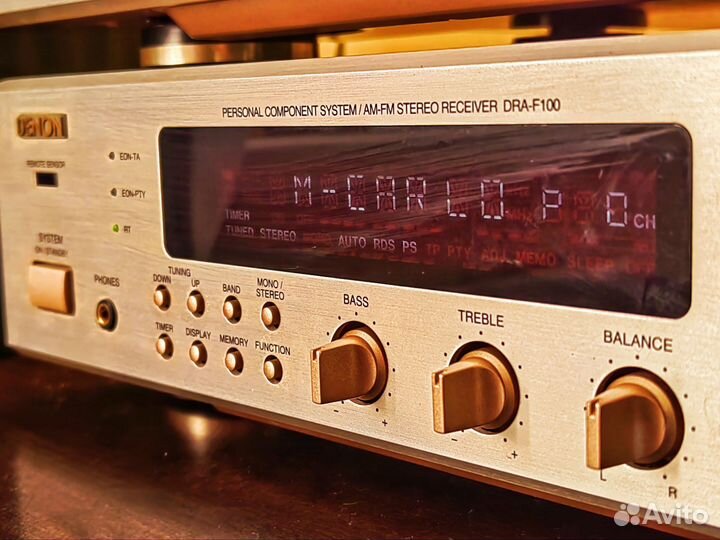 PERSONAL COMPONENT SYSTEM / AM-FM STEREO RECEIVER DRA-F100
DENON
REMOTE SENSOR
EON-TA
EON-PTY
RT
SYSTEM
ON / STANDBY
PHONES
M-CARLO P 0 CH
TIMER
MHz
TUNED STEREO AUTO RDS PS TP PTY MEMO SLEEP
TUNING
DOWN UP BAND MONO / STEREO
TIMER DISPLAY MEMORY FUNCTION
BASS
- +
TREBLE
- +
BALANCE
L R
Avito